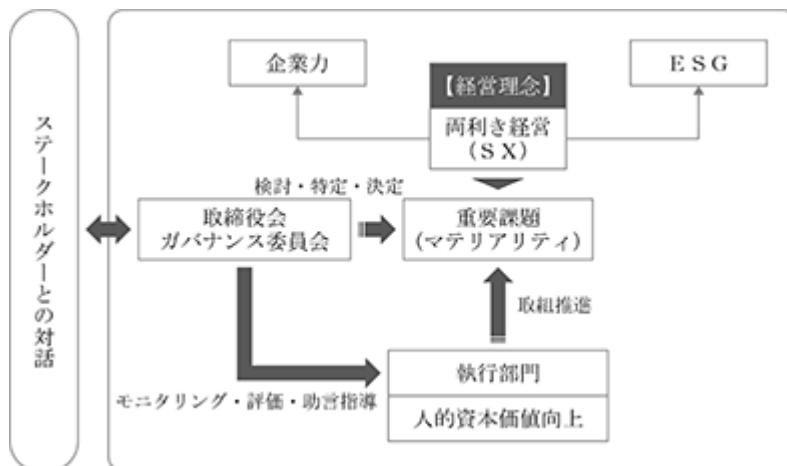 ステークホルダーとの対話
企業力
【経営理念】
両利き経営
(SX)
ESG
検討・特定・決定
取締役会
ガバナンス委員会
重要課題
(マテリアリティ)
取組推進
執行部門
人的資本価値向上
モニタリング・評価・助言指導